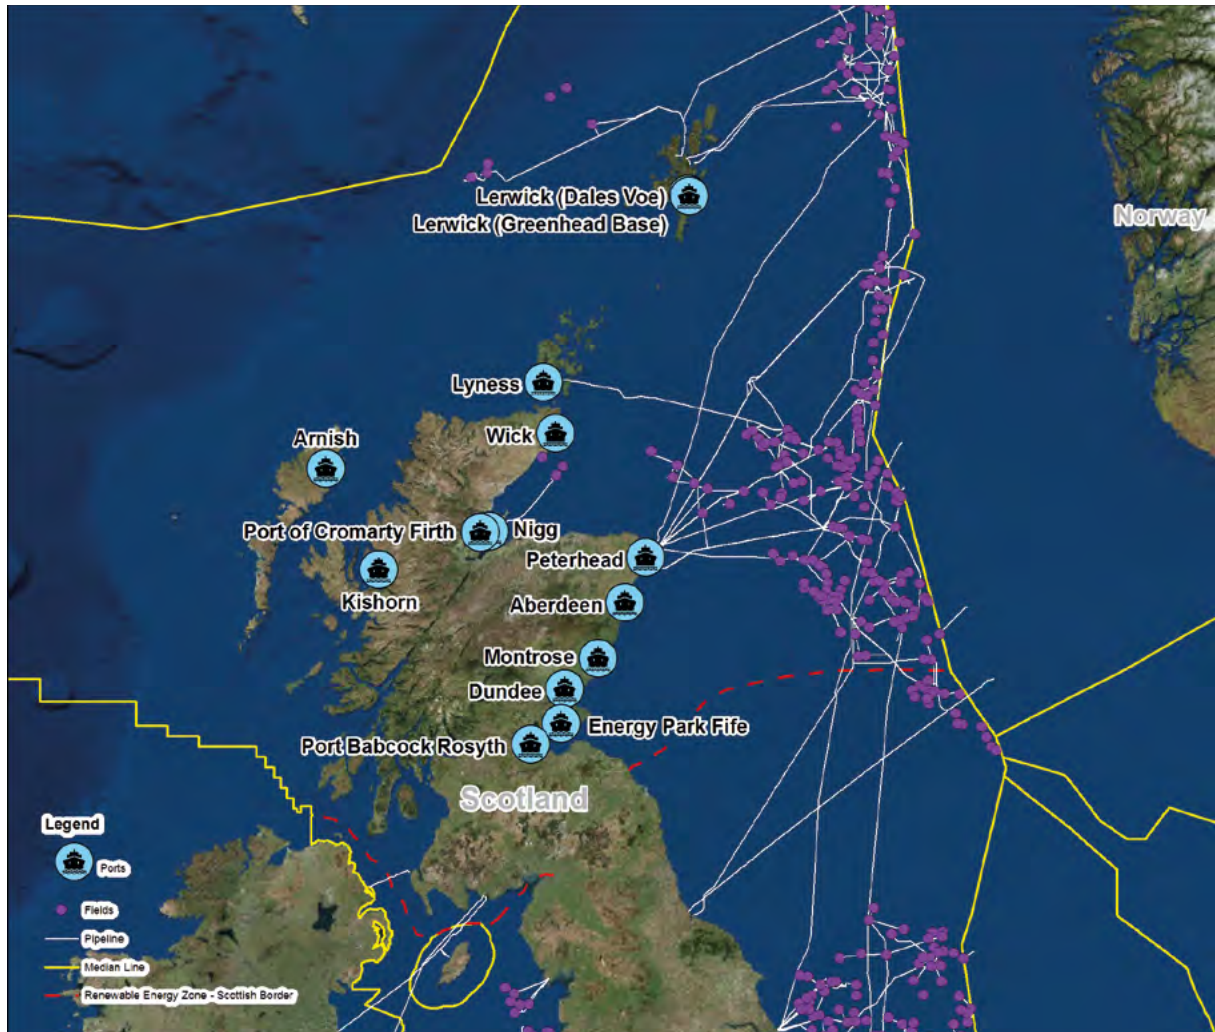 Lerwick (Dales Voe)
Lerwick (Greenhead Base)
Norway
Lyness
Wick
Arnish
Port of Cromarty Firth
Nigg
Peterhead
Kishorn
Aberdeen
Montrose
Dundee
Energy Park Fife
Port Babcock Rosyth
Scotland
Legend
Ports
Fields
Pipeline
Median Line
Renewable Energy Zone - Scottish Border